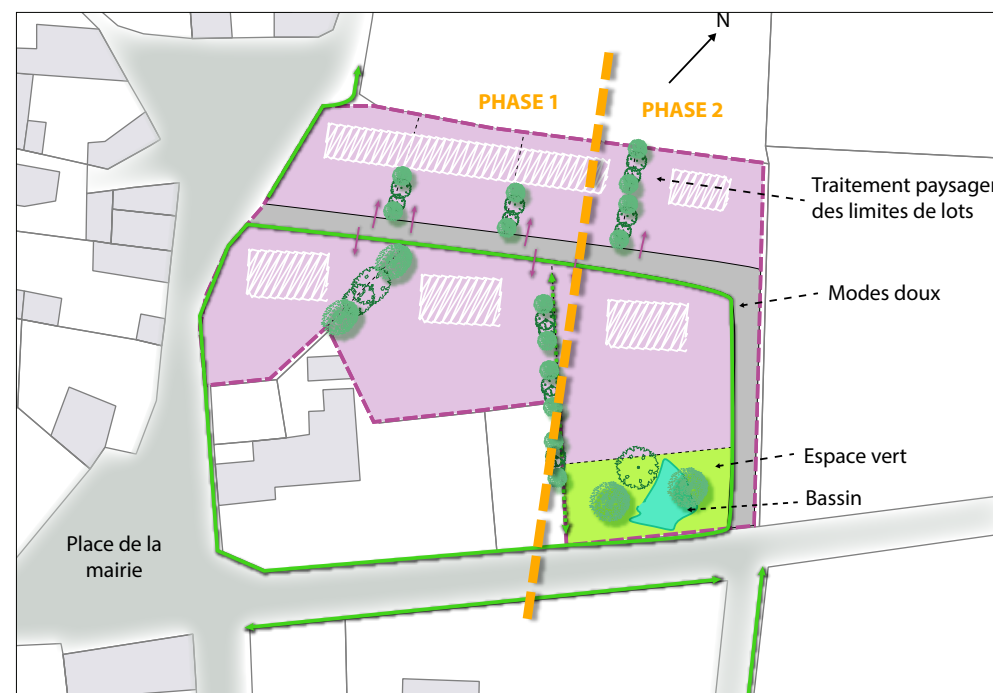 N
PHASE 1
PHASE 2
Traitement paysager
des limites de lots
Modes doux
Espace vert
Bassin
Place de la
mairie